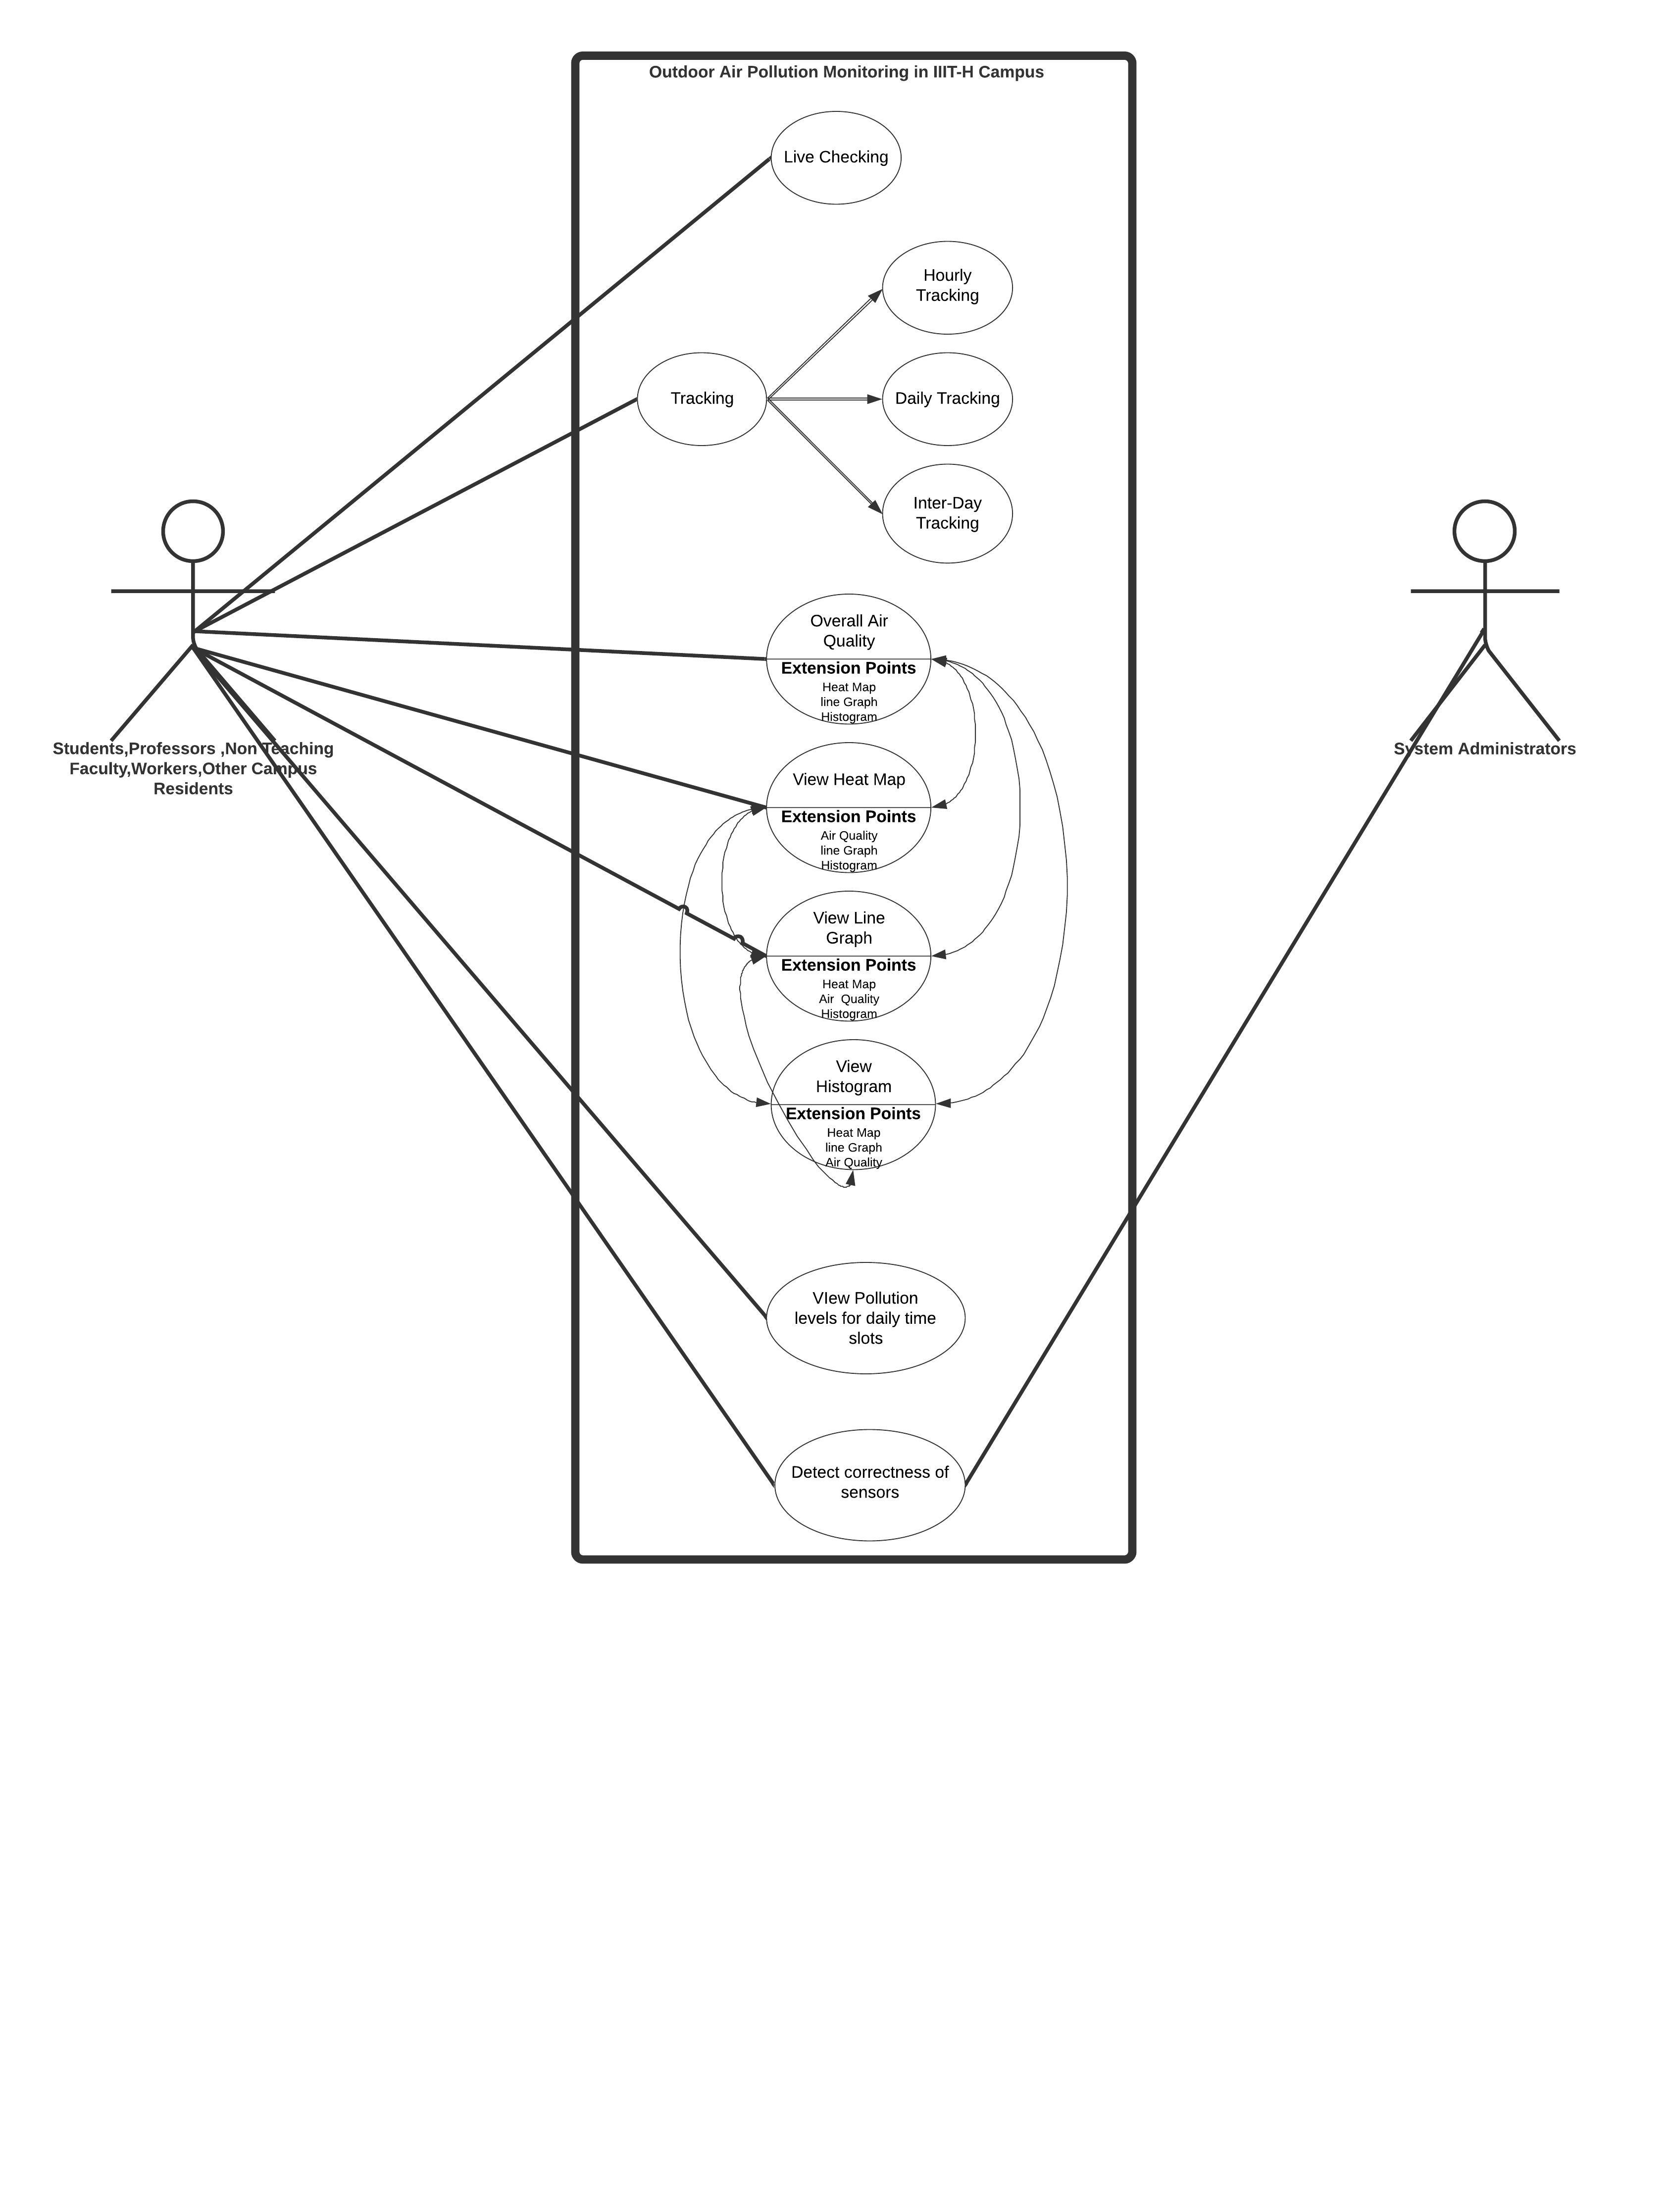 Outdoor Air Pollution Monitoring in IIIT-H Campus
Live Checking
Hourly
Tracking
Tracking
Daily Tracking
Inter-Day
Tracking
Overall Air
Quality
Extension Points
Heat Map
line Graph
Histogram
Students,Professors ,Non Teaching
Faculty,Workers,Other Campus
Residents
System Administrators
View Heat Map
Extension Points
Air Quality
line Graph
Histogram
View Line
Graph
Extension Points
Heat Map
Air  Quality
Histogram
View
Histogram
Extension Points
Heat Map
line Graph
Air Quality
VIew Pollution
levels for daily time
slots
Detect correctness of
sensors